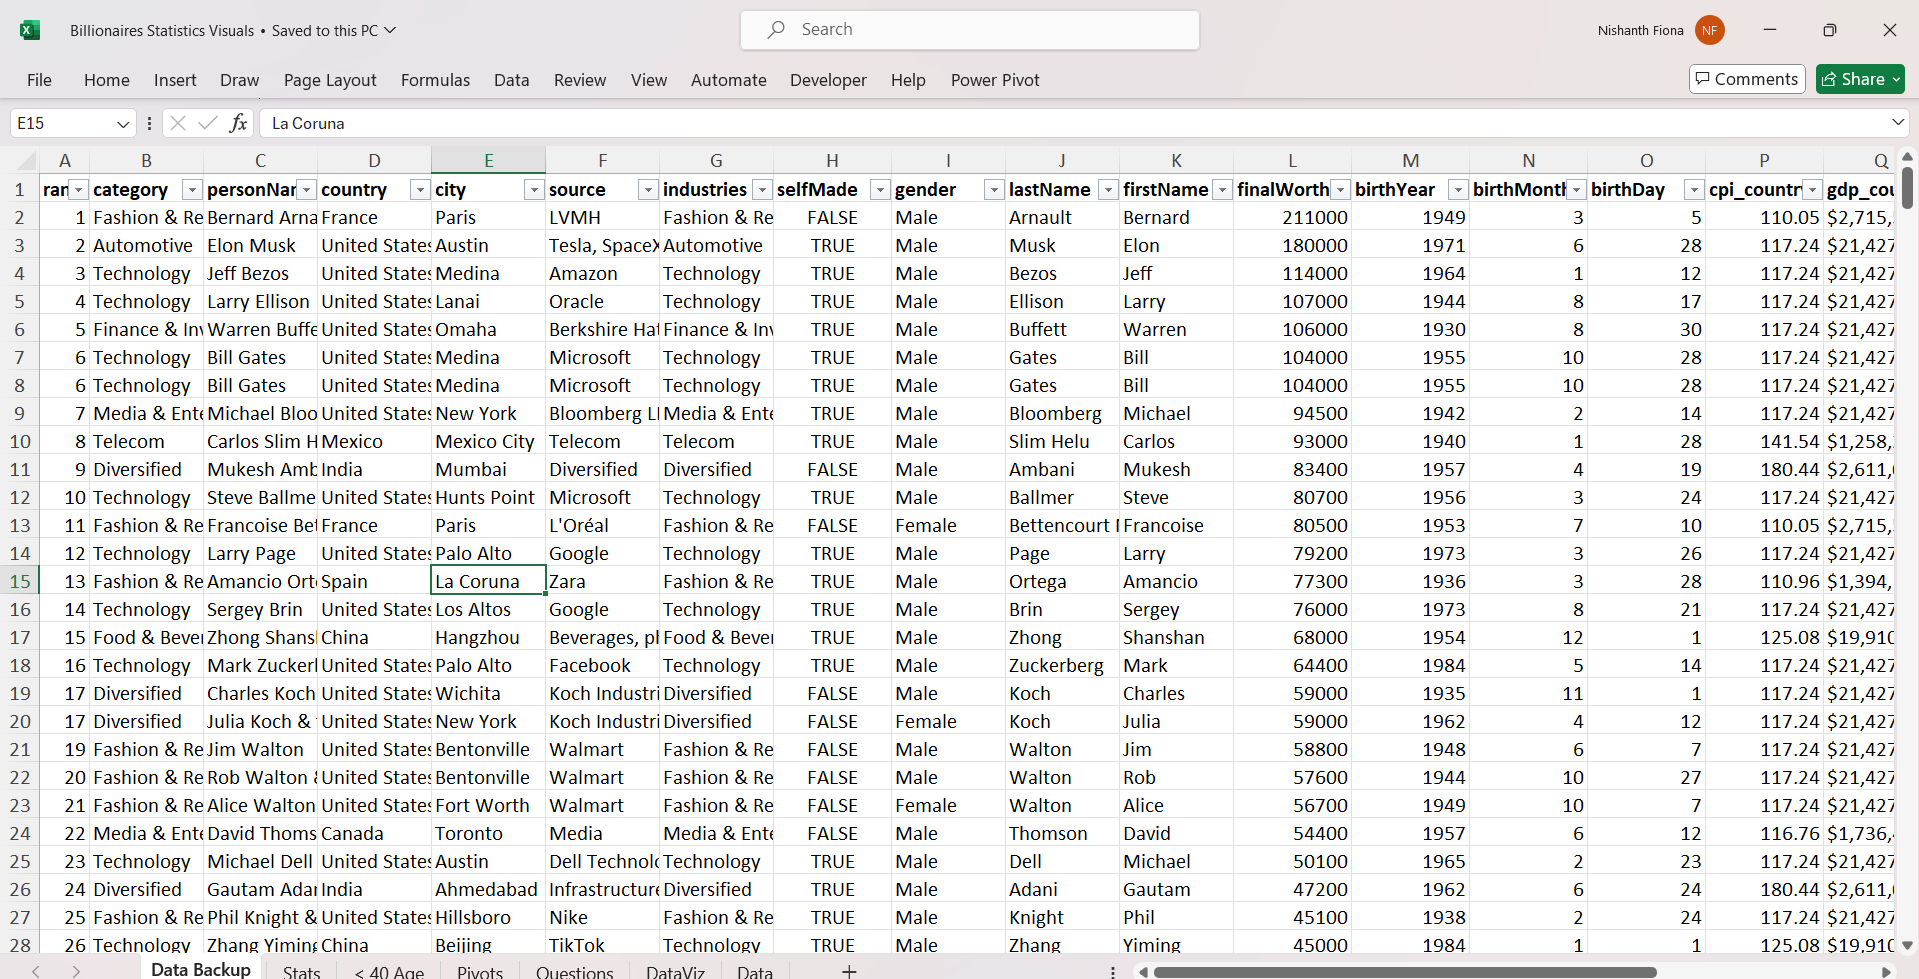 Billionaires Statistics Visuals • Saved to this PC
Search
Nishanth Fiona NF
File Home Insert Draw Page Layout Formulas Data Review View Automate Developer Help Power Pivot Comments Share
E15 fx La Coruna
A B C D E F G H I J K L M N O P Q
1 ran category personNar country city source industries selfMade gender lastName firstName finalWorth birthYear birthMonth birthDay cpi_countr gdp_cou
2 1 Fashion & Re Bernard Arna France Paris LVMH Fashion & Re FALSE Male Arnault Bernard 211000 1949 3 5 110.05 $2,715,
3 2 Automotive Elon Musk United States Austin Tesla, SpaceX Automotive TRUE Male Musk Elon 180000 1971 6 28 117.24 $21,427
4 3 Technology Jeff Bezos United States Medina Amazon Technology TRUE Male Bezos Jeff 114000 1964 1 12 117.24 $21,427
5 4 Technology Larry Ellison United States Lanai Oracle Technology TRUE Male Ellison Larry 107000 1944 8 17 117.24 $21,427
6 5 Finance & Inv Warren Buffe United States Omaha Berkshire Hat Finance & Inv TRUE Male Buffett Warren 106000 1930 8 30 117.24 $21,427
7 6 Technology Bill Gates United States Medina Microsoft Technology TRUE Male Gates Bill 104000 1955 10 28 117.24 $21,427
8 6 Technology Bill Gates United States Medina Microsoft Technology TRUE Male Gates Bill 104000 1955 10 28 117.24 $21,427
9 7 Media & Ente Michael Bloo United States New York Bloomberg LI Media & Ente TRUE Male Bloomberg Michael 94500 1942 2 14 117.24 $21,427
10 8 Telecom Carlos Slim H Mexico Mexico City Telecom Telecom TRUE Male Slim Helu Carlos 93000 1940 1 28 141.54 $1,258,
11 9 Diversified Mukesh Amb India Mumbai Diversified Diversified FALSE Male Ambani Mukesh 83400 1957 4 19 180.44 $2,611,
12 10 Technology Steve Ballme United States Hunts Point Microsoft Technology TRUE Male Ballmer Steve 80700 1956 3 24 117.24 $21,427
13 11 Fashion & Re Francoise Bet France Paris L'Oréal Fashion & Re FALSE Female Bettencourt Francoise 80500 1953 7 10 110.05 $2,715,
14 12 Technology Larry Page United States Palo Alto Google Technology TRUE Male Page Larry 79200 1973 3 26 117.24 $21,427
15 13 Fashion & Re Amancio Ort Spain La Coruna Zara Fashion & Re TRUE Male Ortega Amancio 77300 1936 3 28 110.96 $1,394,
16 14 Technology Sergey Brin United States Los Altos Google Technology TRUE Male Brin Sergey 76000 1973 8 21 117.24 $21,427
17 15 Food & Bever Zhong Shansh China Hangzhou Beverages, ph Food & Bever TRUE Male Zhong Shanshan 68000 1954 12 1 125.08 $19,910
18 16 Technology Mark Zuckerl United States Palo Alto Facebook Technology TRUE Male Zuckerberg Mark 64400 1984 5 14 117.24 $21,427
19 17 Diversified Charles Koch United States Wichita Koch Industri Diversified FALSE Male Koch Charles 59000 1935 11 1 117.24 $21,427
20 17 Diversified Julia Koch & United States New York Koch Industri Diversified FALSE Female Koch Julia 59000 1962 4 12 117.24 $21,427
21 19 Fashion & Re Jim Walton United States Bentonville Walmart Fashion & Re FALSE Male Walton Jim 58800 1948 6 7 117.24 $21,427
22 20 Fashion & Re Rob Walton & United States Bentonville Walmart Fashion & Re FALSE Male Walton Rob 57600 1944 10 27 117.24 $21,427
23 21 Fashion & Re Alice Walton United States Fort Worth Walmart Fashion & Re FALSE Female Walton Alice 56700 1949 10 7 117.24 $21,427
24 22 Media & Ente David Thoms Canada Toronto Media Media & Ente FALSE Male Thomson David 54400 1957 6 12 116.76 $1,736,
25 23 Technology Michael Dell United States Austin Dell Technolo Technology TRUE Male Dell Michael 50100 1965 2 23 117.24 $21,427
26 24 Diversified Gautam Adar India Ahmedabad Infrastructure Diversified TRUE Male Adani Gautam 47200 1962 6 24 180.44 $2,611,
27 25 Fashion & Re Phil Knight & United States Hillsboro Nike Fashion & Re TRUE Male Knight Phil 45100 1938 2 24 117.24 $21,427
28 26 Technology Zhang Yiming China Beijing TikTok Technology TRUE Male Zhang Yiming 45000 1984 1 1 125.08 $19,910
Data Backup Stats < 40 Age Pivots Questions DataViz Data +